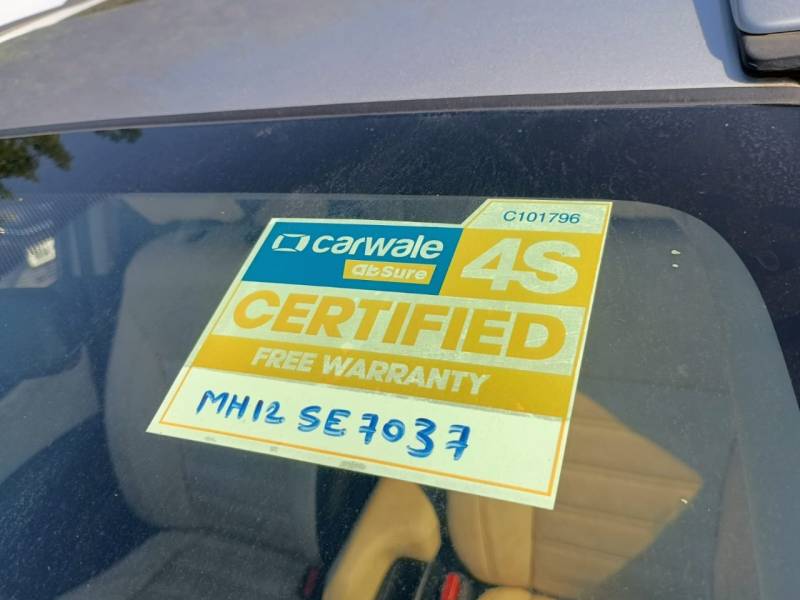 C101796
carwale
abSure
4S
CERTIFIED
FREE WARRANTY
MH12 SE7037